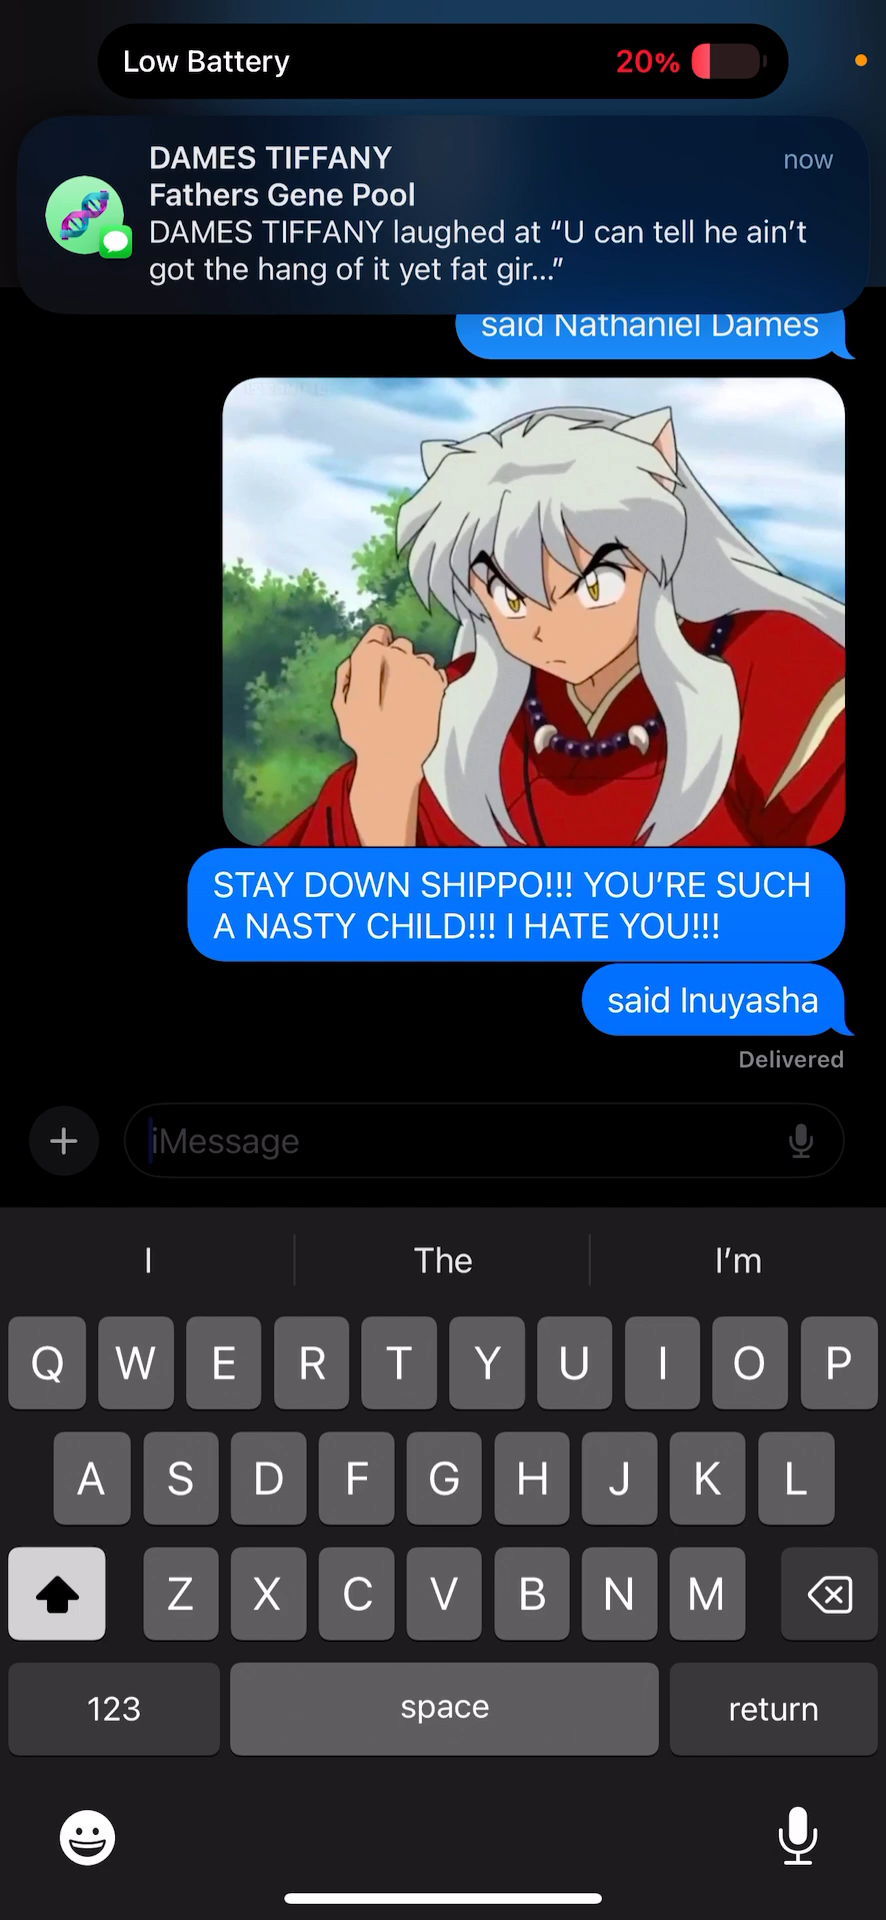 Low Battery 20%
DAMES TIFFANY now
Fathers Gene Pool
DAMES TIFFANY laughed at “U can tell he ain’t
got the hang of it yet fat gir...”
said Nathaniel Dames
STAY DOWN SHIPPO!!! YOU’RE SUCH
A NASTY CHILD!!! I HATE YOU!!!
said Inuyasha
Delivered
iMessage
I The I’m
Q W E R T Y U I O P
A S D F G H J K L
Z X C V B N M
123 space return